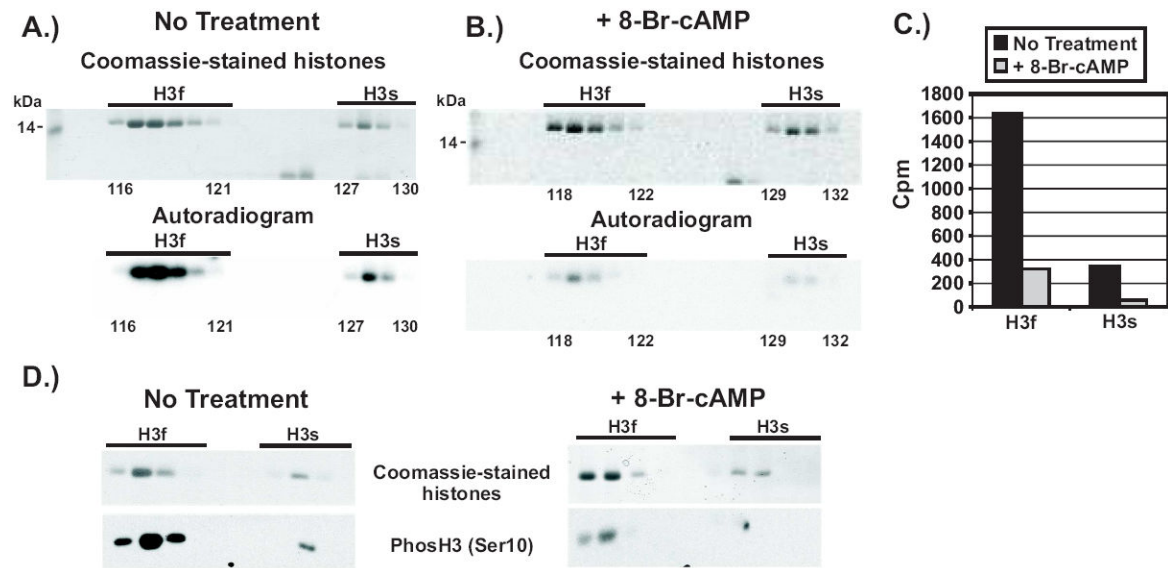 A.)
No Treatment
Coomassie-stained histones
H3f
H3s
kDa
14-
116
121
127
130
Autoradiogram
H3f
H3s
116
121
127
130
B.)
+ 8-Br-cAMP
Coomassie-stained histones
H3f
H3s
kDa
14-
118
122
129
132
Autoradiogram
H3f
H3s
118
122
129
132
C.)
No Treatment
+ 8-Br-cAMP
Cpm
1800
1600
1400
1200
1000
800
600
400
200
0
H3f
H3s
D.)
No Treatment
H3f
H3s
Coomassie-stained
histones
PhosH3 (Ser10)
+ 8-Br-cAMP
H3f
H3s